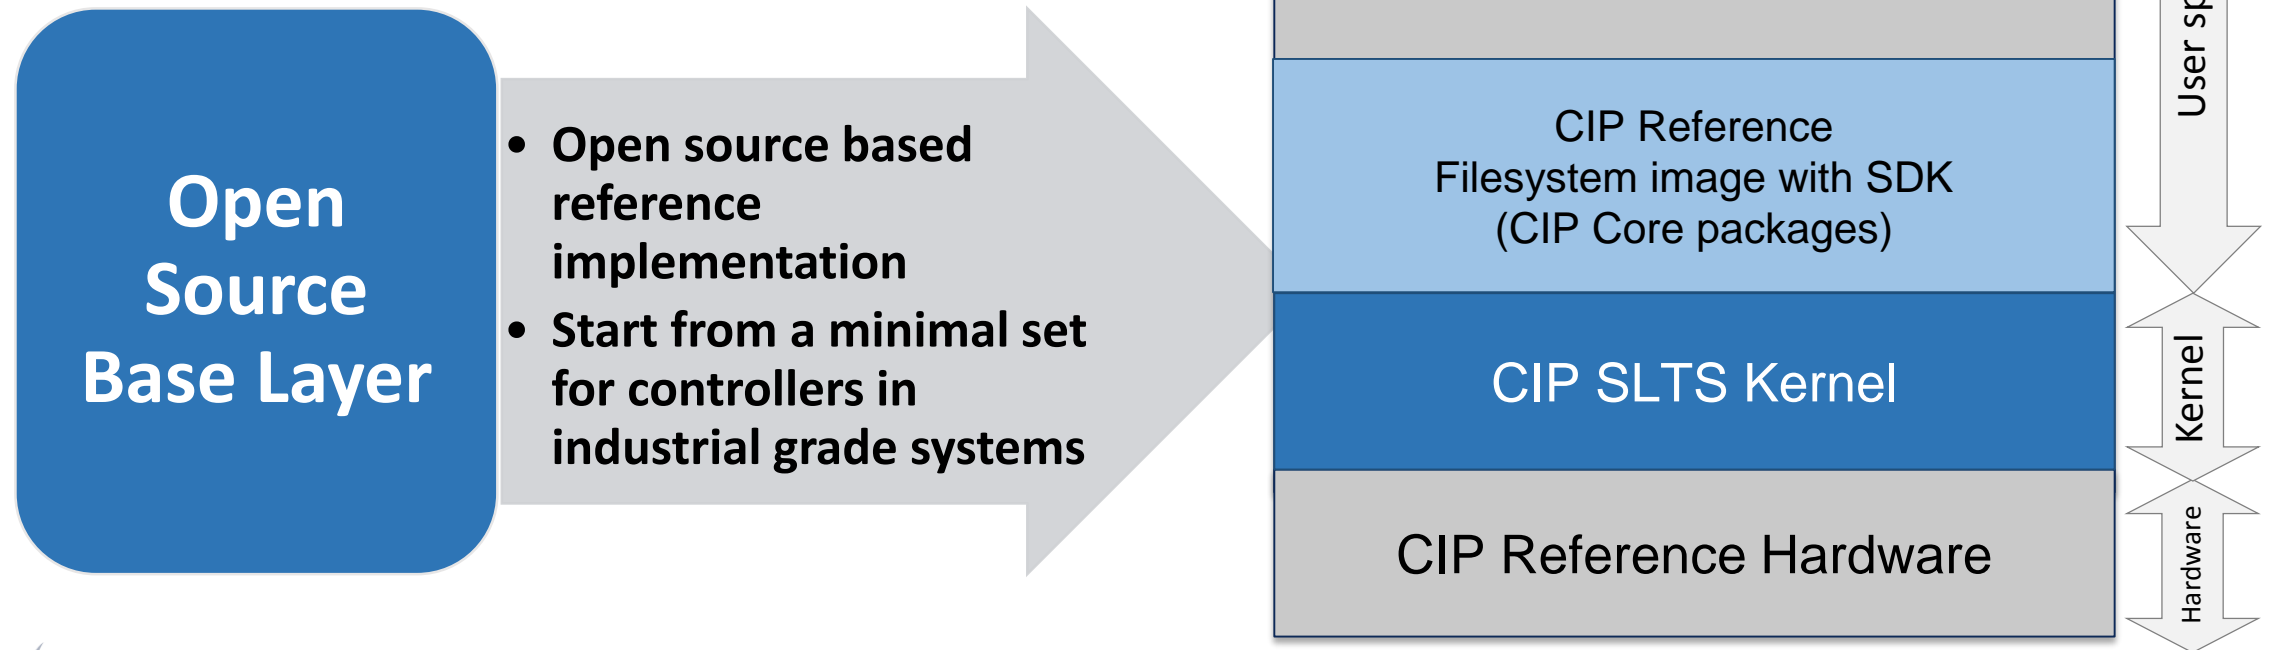 Open
Source
Base Layer
• Open source based
reference
implementation
• Start from a minimal set
for controllers in
industrial grade systems
CIP Reference
Filesystem image with SDK
(CIP Core packages)
CIP SLTS Kernel
CIP Reference Hardware
User sp
Kernel
Hardware